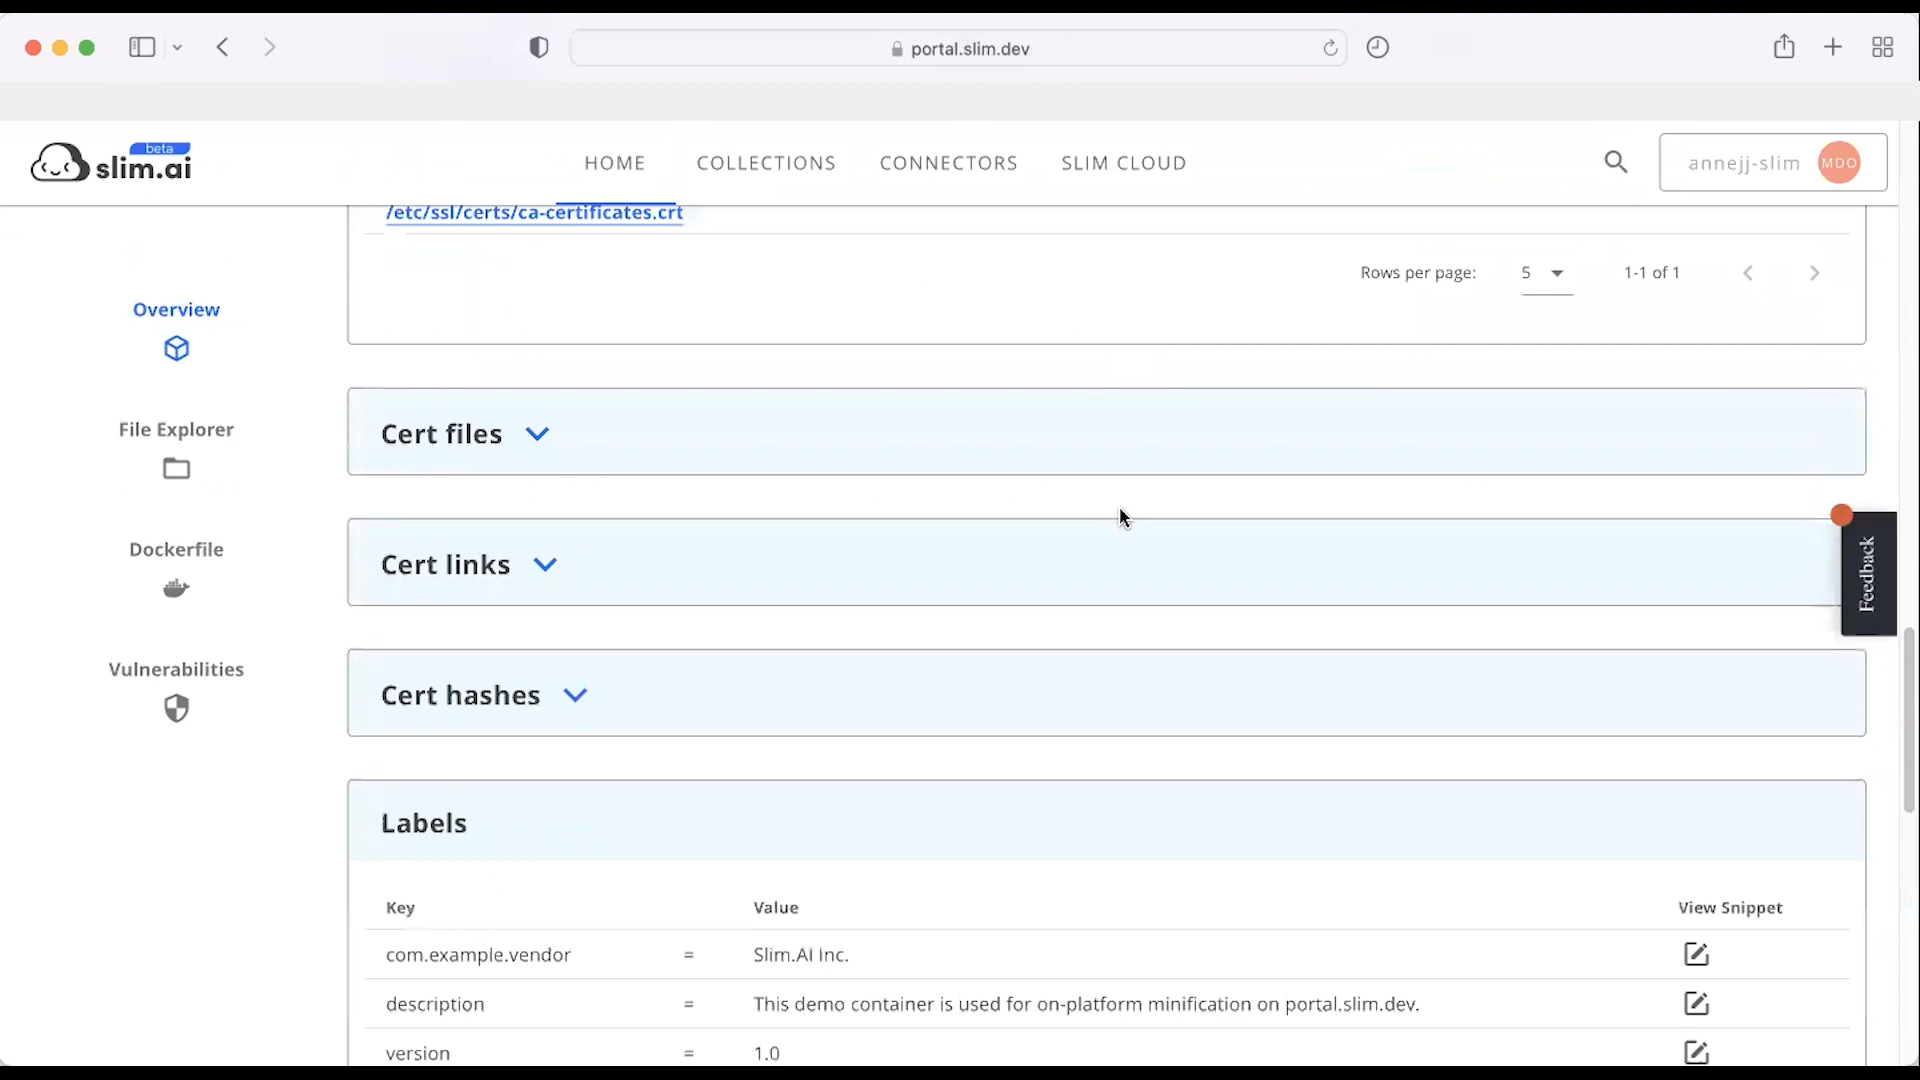 portal.slim.dev
beta
slim.ai
HOME COLLECTIONS CONNECTORS SLIM CLOUD
annejj-slim MDO
/etc/ssl/certs/ca-certificates.crt
Rows per page: 5 1-1 of 1
Overview
File Explorer
Dockerfile
Vulnerabilities
Cert files
Cert links
Cert hashes
Feedback
Labels
Key Value View Snippet
com.example.vendor = Slim.AI Inc.
description = This demo container is used for on-platform minification on portal.slim.dev.
version = 1.0